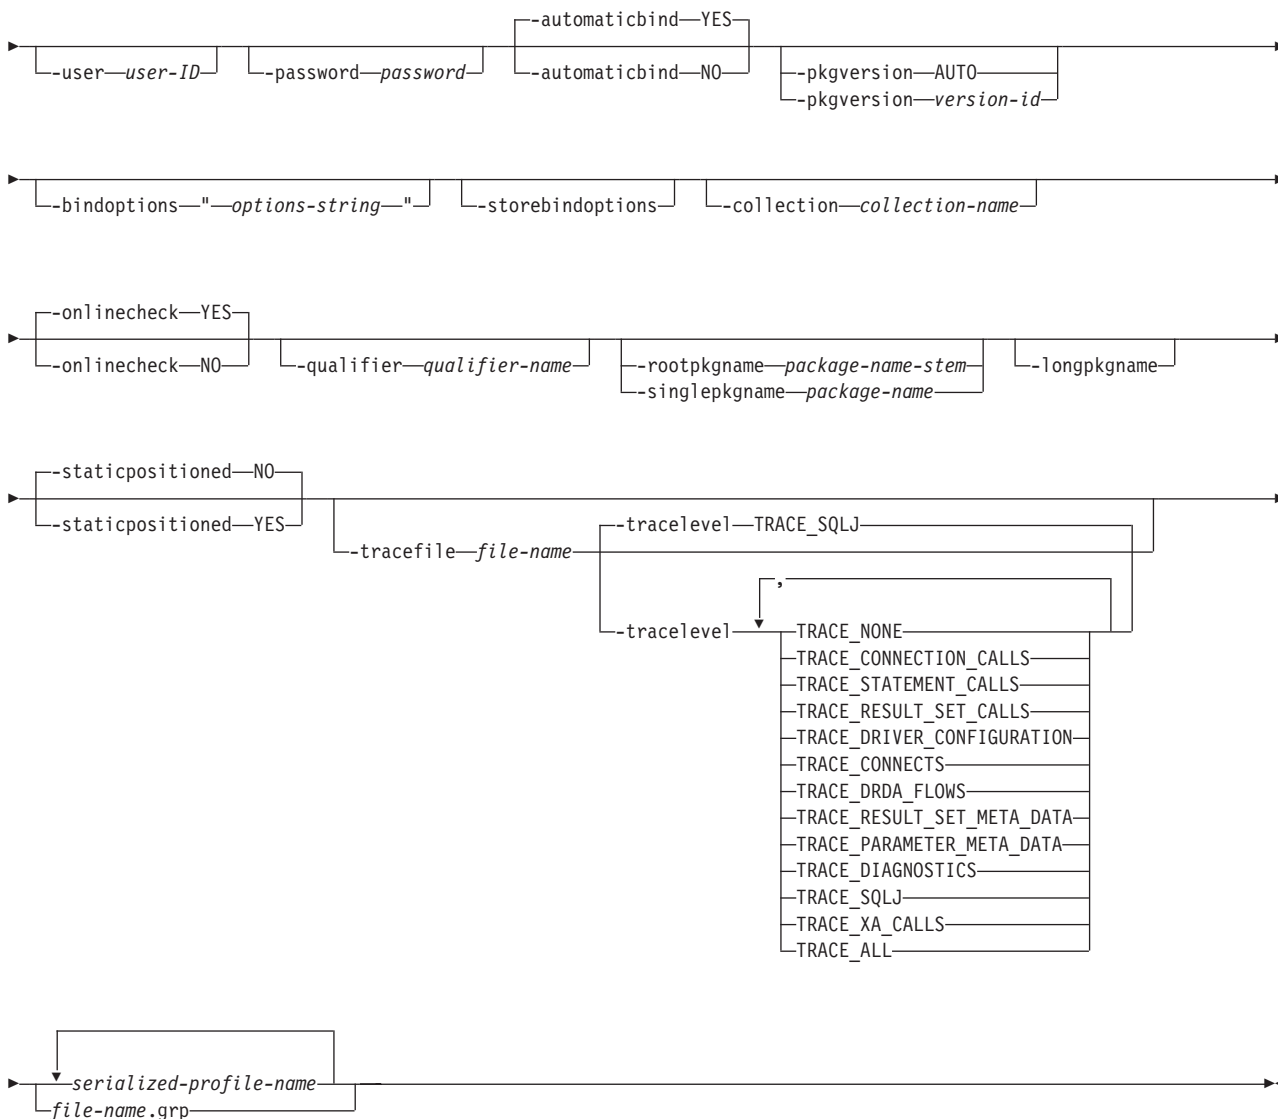 -automaticbind YES
-user user-ID -password password -automaticbind NO -pkgversion AUTO
-pkgversion version-id
-bindoptions " options-string " -storebindoptions -collection collection-name
-onlinecheck YES
-onlinecheck NO -qualifier qualifier-name -rootpkgname package-name-stem -longpkgname
-singlepkgname package-name
-staticpositioned NO
-staticpositioned YES -tracelevel TRACE_SQLJ
-tracefile file-name
,
-tracelevel TRACE_NONE
TRACE_CONNECTION_CALLS
TRACE_STATEMENT_CALLS
TRACE_RESULT_SET_CALLS
TRACE_DRIVER_CONFIGURATION
TRACE_CONNECTS
TRACE_DRDA_FLOWS
TRACE_RESULT_SET_META_DATA
TRACE_PARAMETER_META_DATA
TRACE_DIAGNOSTICS
TRACE_SQLJ
TRACE_XA_CALLS
TRACE_ALL
serialized-profile-name
file-name.grp